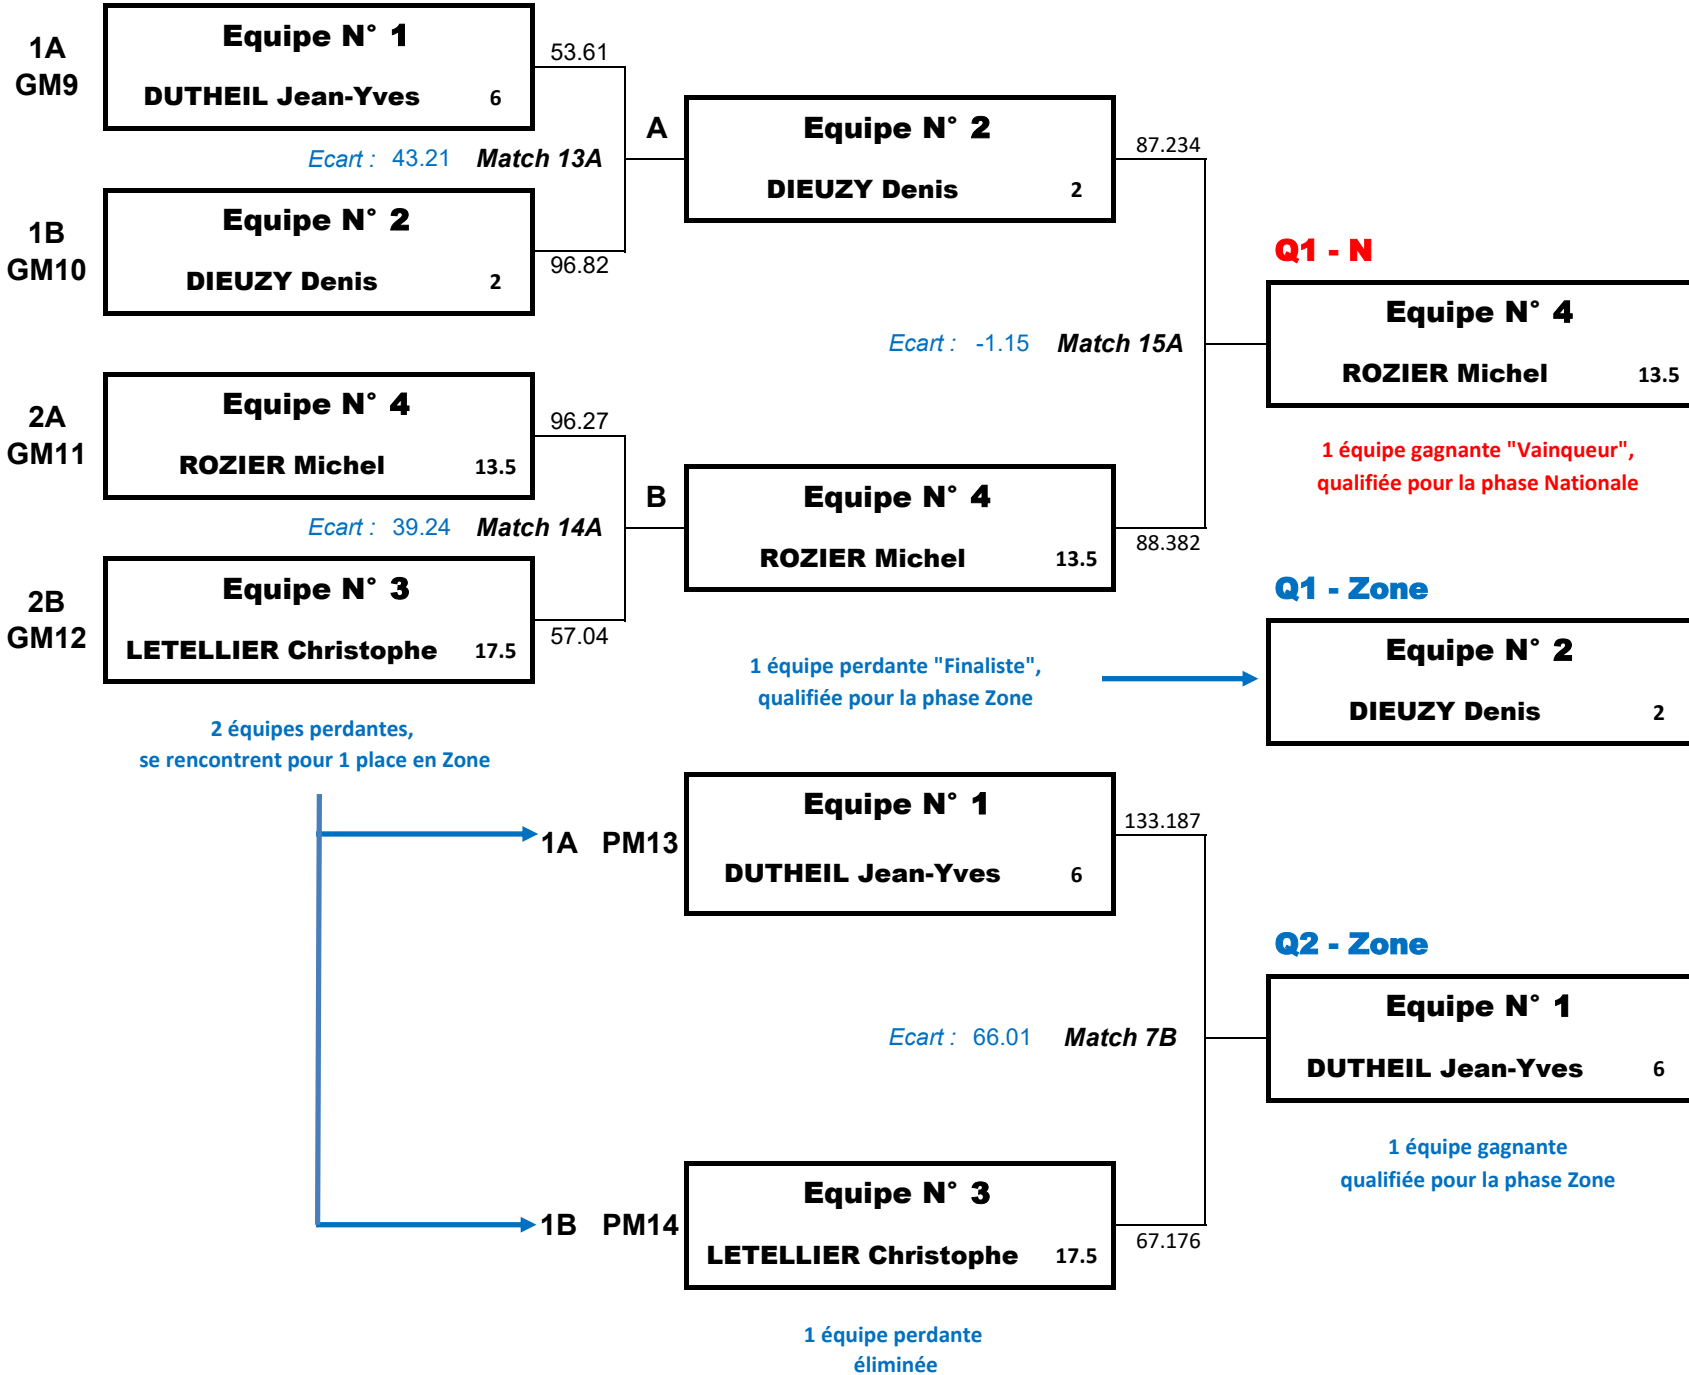 1A
GM9
Equipe N° 1
DUTHEIL Jean-Yves 6
53.61
Ecart : 43.21 Match 13A
1B
GM10
Equipe N° 2
DIEUZY Denis 2
96.82
A
Equipe N° 2
DIEUZY Denis 2
87.234
2A
GM11
Equipe N° 4
ROZIER Michel 13.5
96.27
Ecart : 39.24 Match 14A
2B
GM12
Equipe N° 3
LETELLIER Christophe 17.5
57.04
B
Equipe N° 4
ROZIER Michel 13.5
88.382
Ecart : -1.15 Match 15A
Q1 - N
Equipe N° 4
ROZIER Michel 13.5
1 équipe gagnante "Vainqueur",
qualifiée pour la phase Nationale
1 équipe perdante "Finaliste",
qualifiée pour la phase Zone
Q1 - Zone
Equipe N° 2
DIEUZY Denis 2
2 équipes perdantes,
se rencontrent pour 1 place en Zone
1A PM13
Equipe N° 1
DUTHEIL Jean-Yves 6
133.187
Ecart : 66.01 Match 7B
1B PM14
Equipe N° 3
LETELLIER Christophe 17.5
67.176
1 équipe perdante
éliminée
Q2 - Zone
Equipe N° 1
DUTHEIL Jean-Yves 6
1 équipe gagnante
qualifiée pour la phase Zone